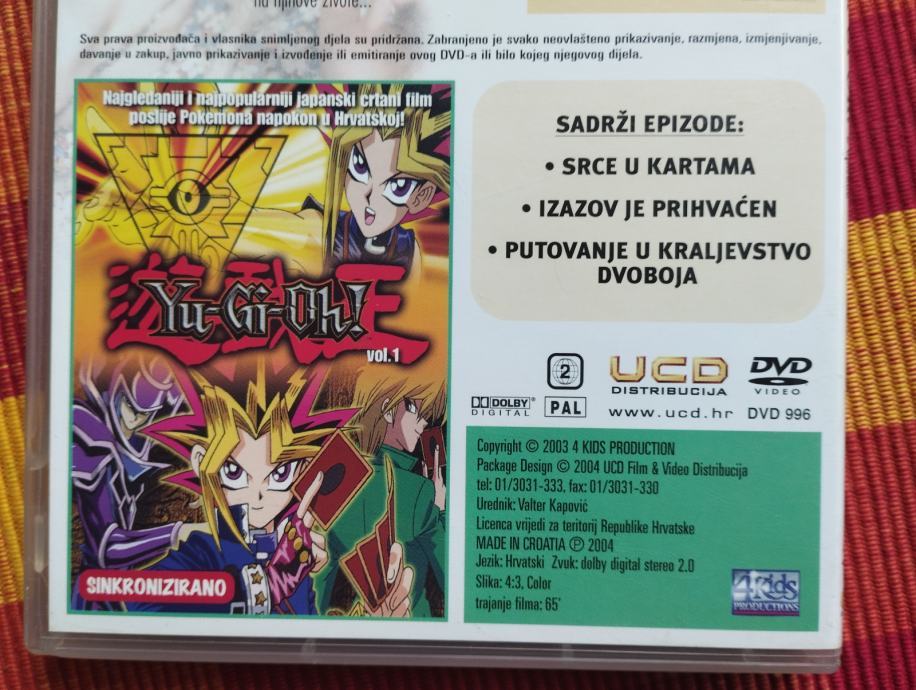 na njihove živote...
Sva prava proizvođača i vlasnika snimljenog djela su pridržana. Zabranjeno je svako neovlašteno prikazivanje, razmjena, izmjenjivanje,
davanje u zakup, javno prikazivanje i izvođenje ili emitiranje ovog DVD-a ili bilo kojeg njegovog dijela.
Najgledaniji i najpopularniji japanski crtani film
poslije Pokemona napokon u Hrvatskoj!
遊戯王
Yu-Gi-Oh!
vol.1
SINKRONIZIRANO
SADRŽI EPIZODE:
• SRCE U KARTAMA
• IZAZOV JE PRIHVAĆEN
• PUTOVANJE U KRALJEVSTVO
DVOBOJA
2
UCD
DISTRIBUCIJA
DVD
VIDEO
DOLBY
DIGITAL
PAL
www.ucd.hr
DVD 996
Copyright © 2003 4 KIDS PRODUCTION
Package Design © 2004 UCD Film & Video Distribucija
tel: 01/3031-333, fax: 01/3031-330
Urednik: Valter Kapović
Licenca vrijedi za teritorij Republike Hrvatske
MADE IN CROATIA ℗ 2004
Jezik: Hrvatski Zvuk: dolby digital stereo 2.0
Slika: 4:3, Color
trajanje filma: 65'
4Kids
PRODUCTIONS